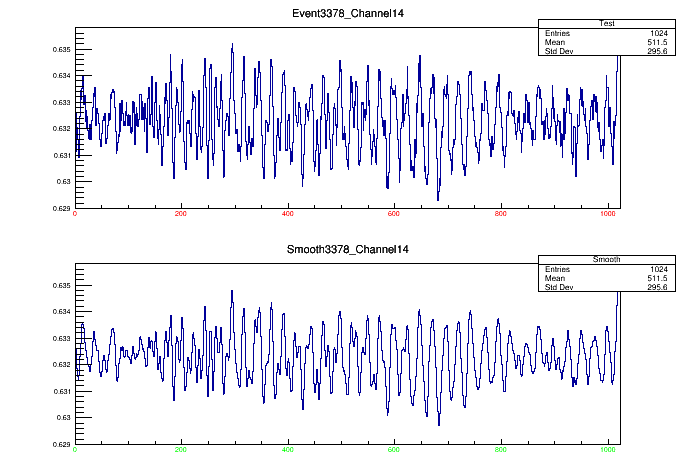 Event3378_Channel14
Test
Entries 1024
Mean 511.5
Std Dev 295.6
0.635
0.634
0.633
0.632
0.631
0.63
0.629
0 200 400 600 800 1000
Smooth3378_Channel14
Smooth
Entries 1024
Mean 511.5
Std Dev 295.6
0.635
0.634
0.633
0.632
0.631
0.63
0.629
0 200 400 600 800 1000